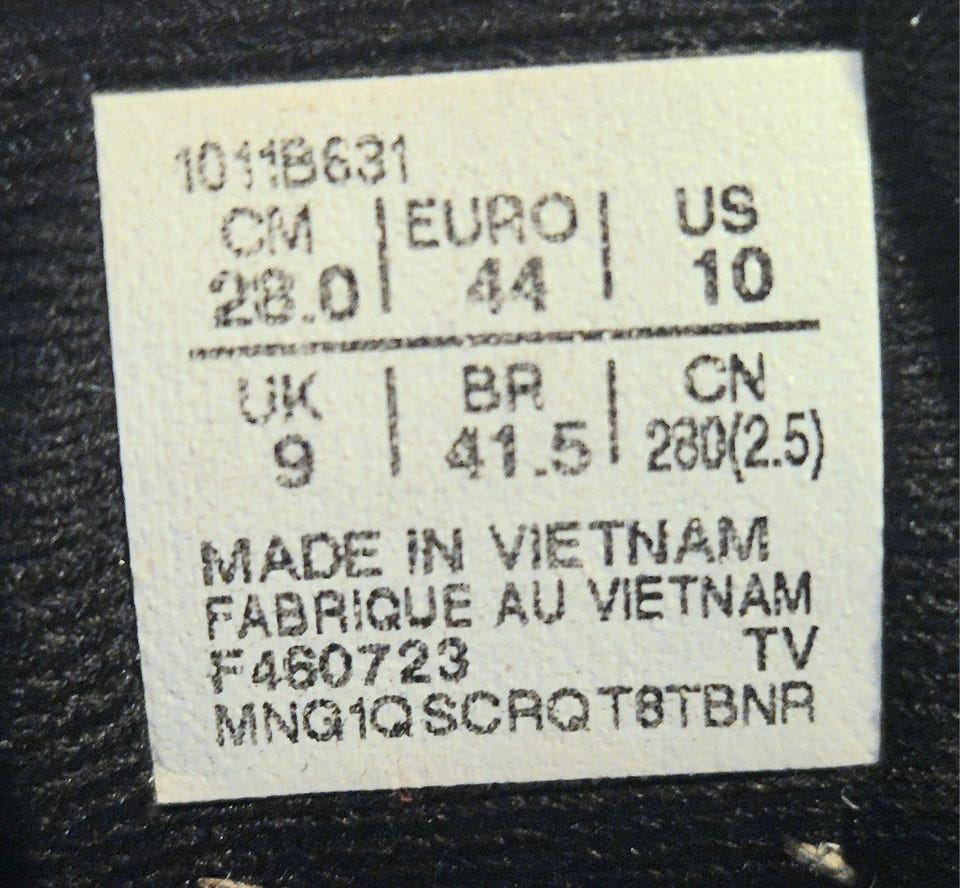 1011B631
CM | EURO | US
28.0 | 44 | 10
UK | BR | CN
9 | 41.5 | 280(2.5)
MADE IN VIETNAM
FABRIQUE AU VIETNAM
F460723 TV
MNG1QSCRQT8TBNR